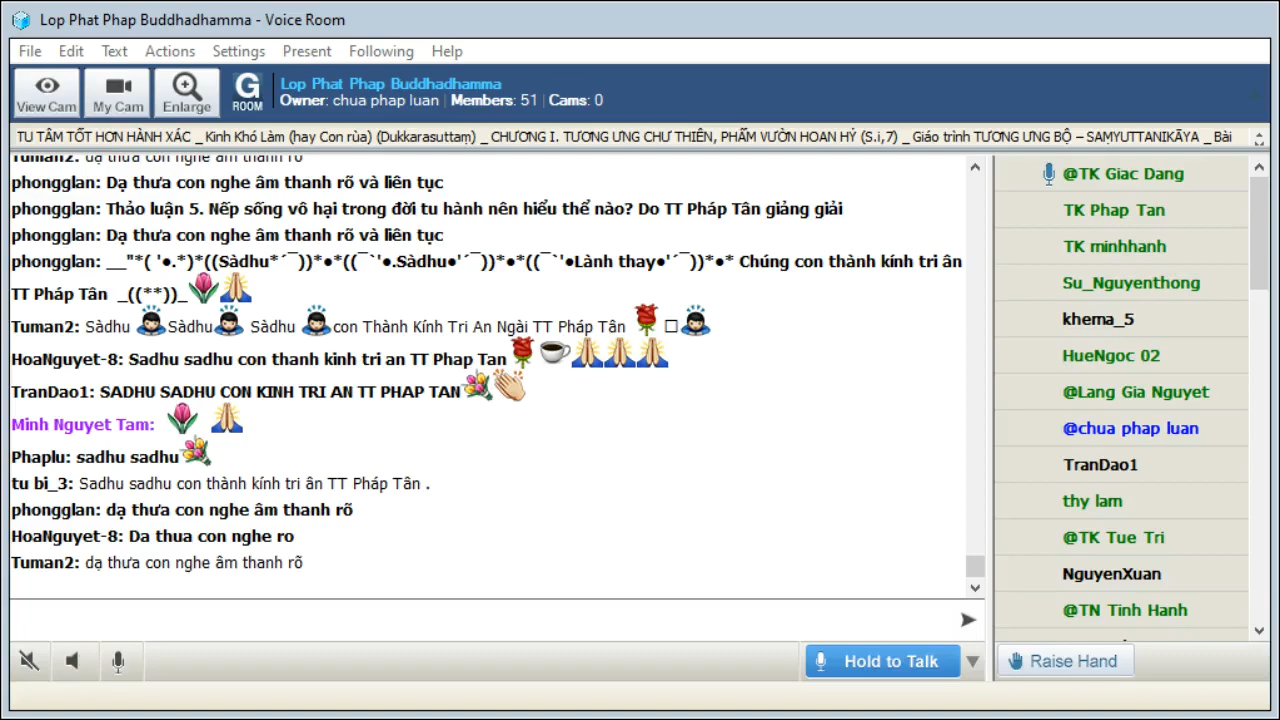 Lop Phat Phap Buddhadhamma - Voice Room
File Edit Text Actions Settings Present Following Help
View Cam My Cam Enlarge G ROOM
Lop Phat Phap Buddhadhamma
Owner: chua phap luan | Members: 51 | Cams: 0
TU TÂM TỐT HƠN HÀNH XÁC _ Kinh Khó Làm (hay Con rùa) (Dukkarasuttaṃ) _ CHƯƠNG I. TƯƠNG ƯNG CHƯ THIÊN, PHẨM VƯỜN HOAN HỶ (S.i,7) _ Giáo trình TƯƠNG ƯNG BỘ – SAṂYUTTANIKĀYA _ Bài
Tuman2: dạ thưa con nghe âm thanh rõ
phongglan: Dạ thưa con nghe âm thanh rõ và liên tục
phongglan: Thảo luận 5. Nếp sống vô hại trong đời tu hành nên hiểu thể nào? Do TT Pháp Tân giảng giải
phongglan: Dạ thưa con nghe âm thanh rõ và liên tục
phongglan: __"*( '●.*)*((Sàdhu*´¯))*●*((¯`'●.Sàdhu●'´¯))*●*((¯`'●Lành thay●'´¯))*●* Chúng con thành kính tri ân
TT Pháp Tân _((**))_🌷🙏
Tuman2: Sàdhu 🙇Sàdhu🙇 Sàdhu 🙇con Thành Kính Tri An Ngài TT Pháp Tân 🌹 □🙇
HoaNguyet-8: Sadhu sadhu con thanh kinh tri an TT Phap Tan🌹☕🙏🙏🙏
TranDao1: SADHU SADHU CON KINH TRI AN TT PHAP TAN💐👏
Minh Nguyet Tam: 🌷 🙏
Phaplu: sadhu sadhu💐
tu bi_3: Sadhu sadhu con thành kính tri ân TT Pháp Tân .
phongglan: dạ thưa con nghe âm thanh rõ
HoaNguyet-8: Da thua con nghe ro
Tuman2: dạ thưa con nghe âm thanh rõ
@TK Giac Dang
TK Phap Tan
TK minhhanh
Su_Nguyenthong
khema_5
HueNgoc 02
@Lang Gia Nguyet
@chua phap luan
TranDao1
thy lam
@TK Tue Tri
NguyenXuan
@TN Tinh Hanh
Hold to Talk
Raise Hand